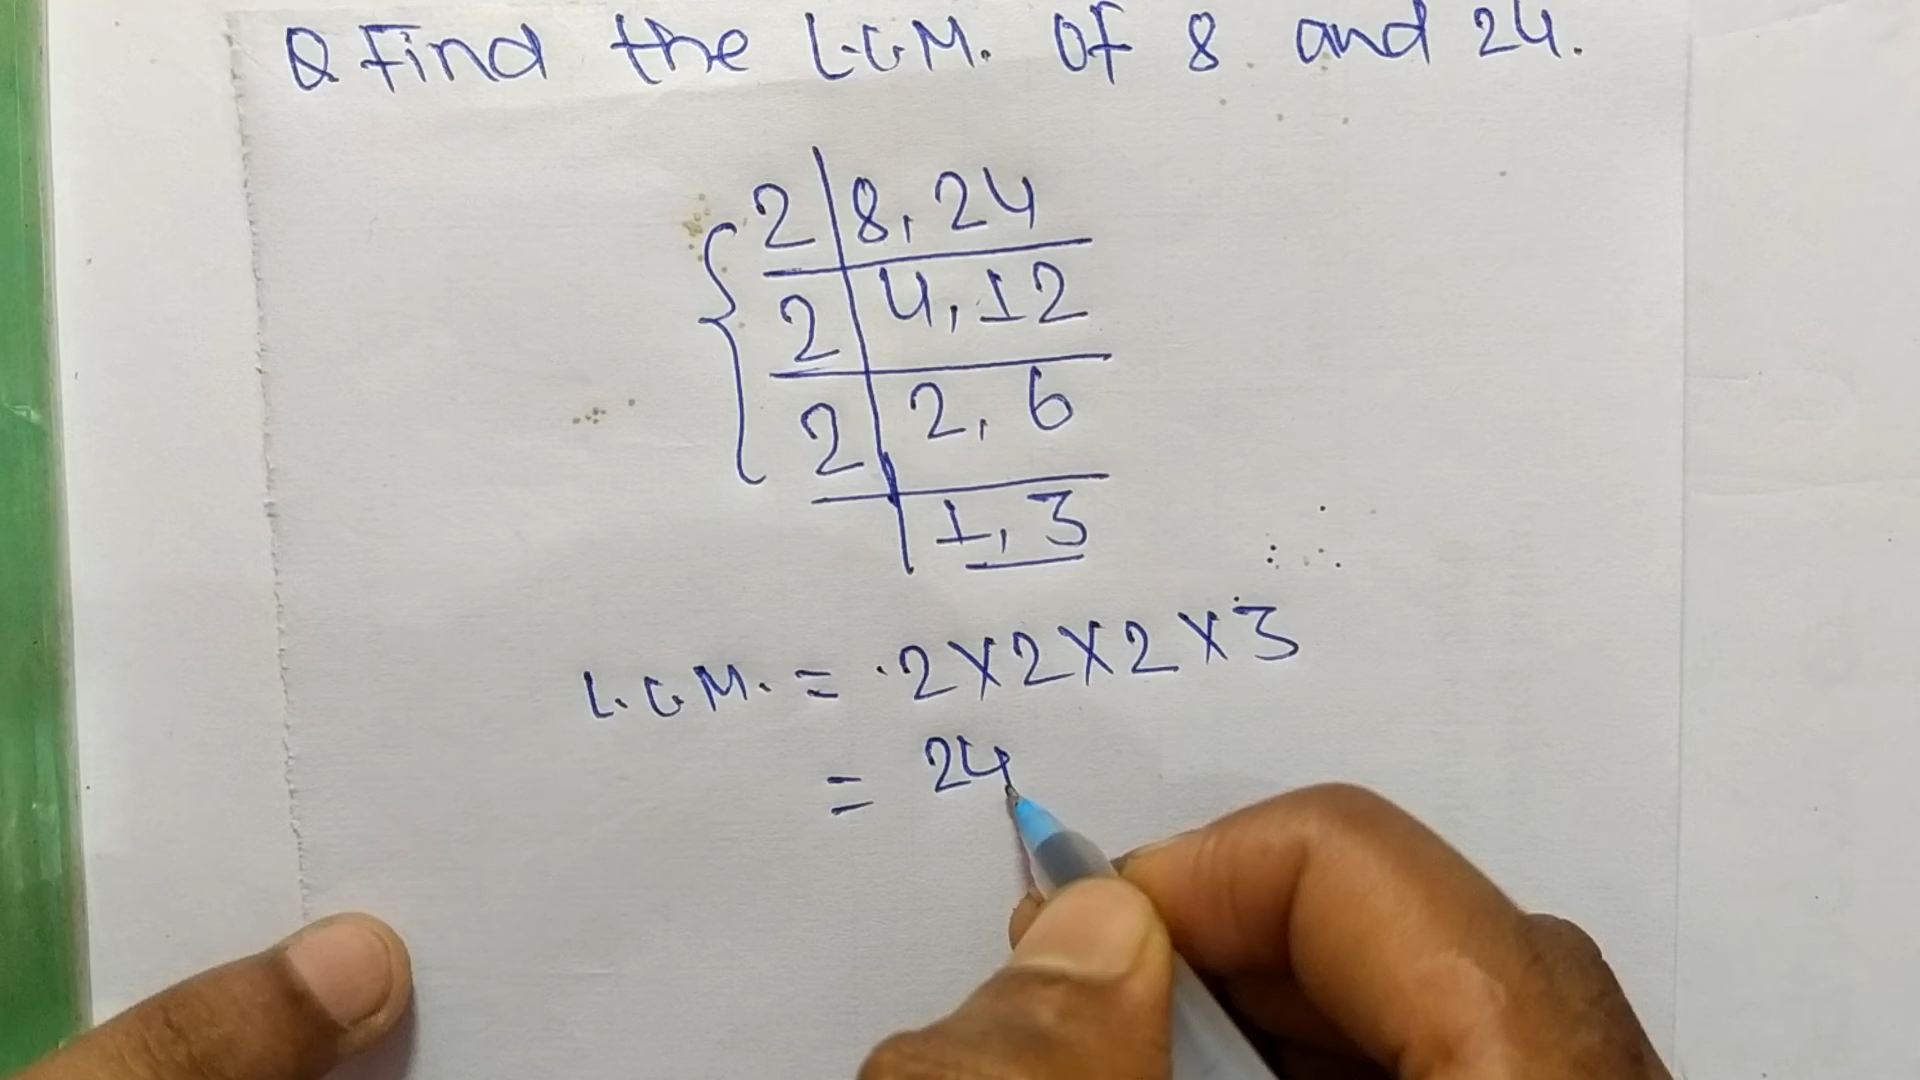 Q Find the L.C.M. Of 8 and 24.
2 | 8, 24
2 | 4, 12
2 | 2, 6
1, 3
L.C.M. = 2×2×2×3
= 24